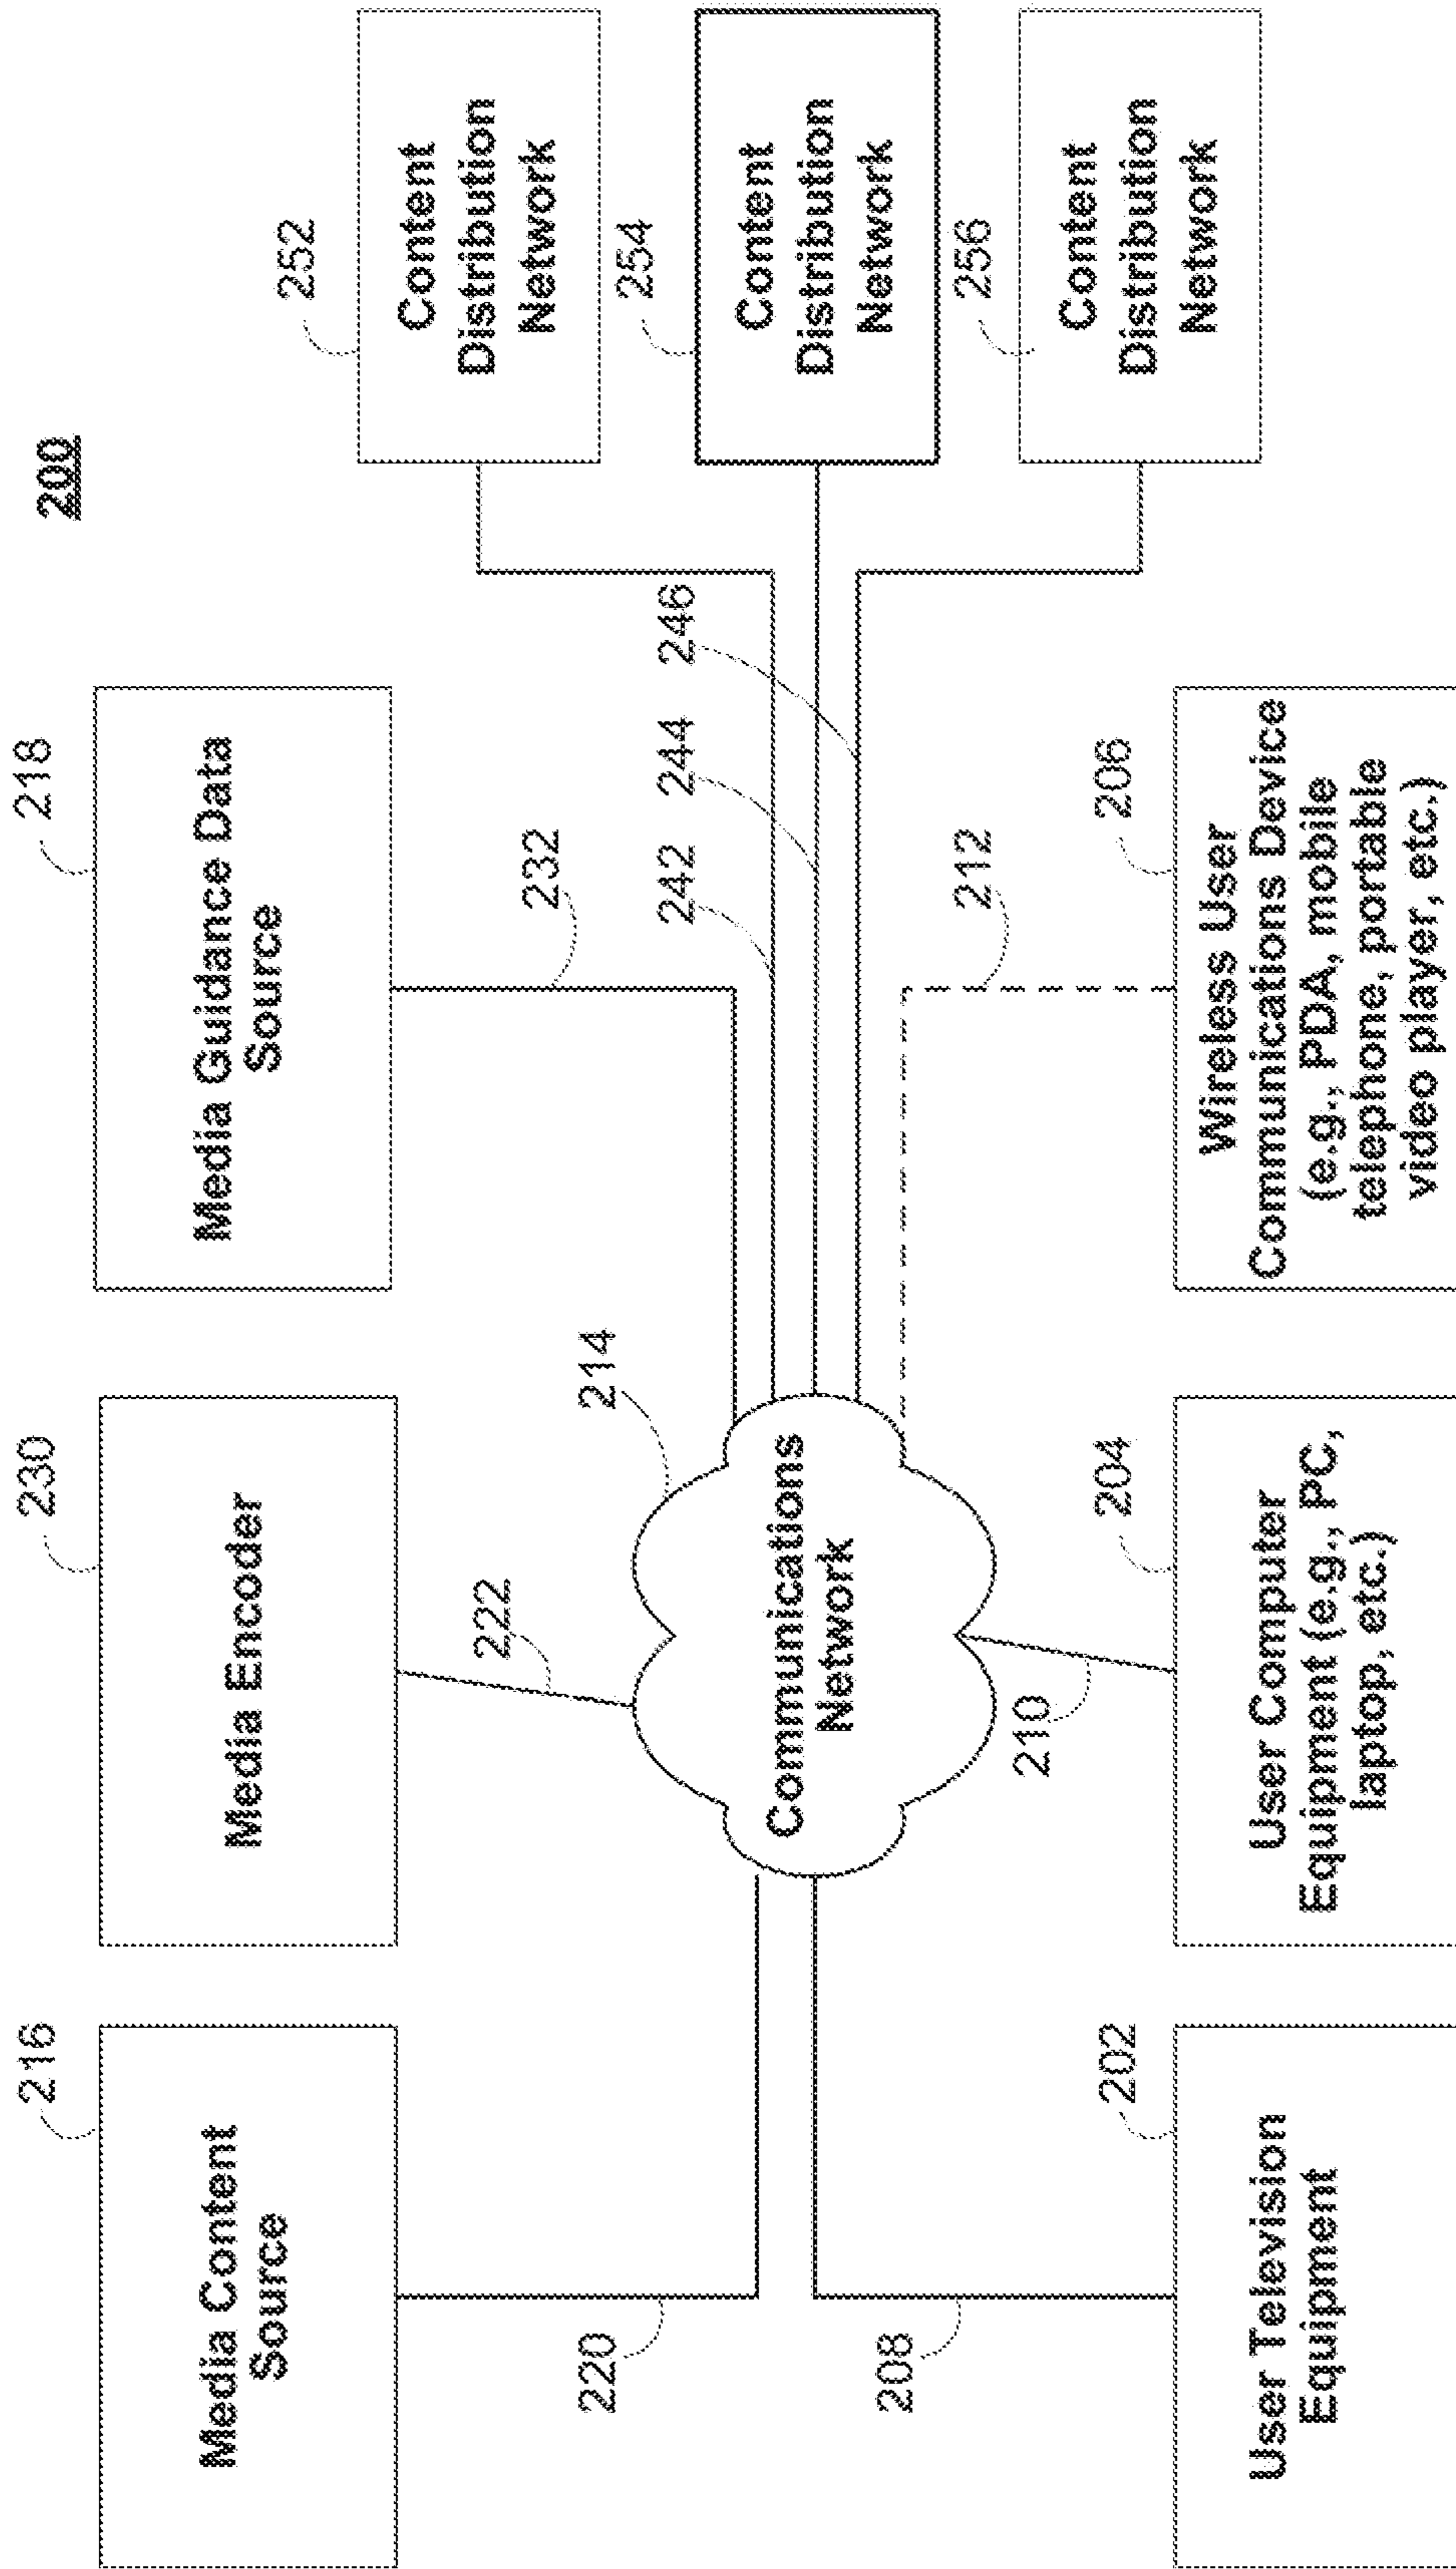 200
216
Media Content
Source
230
Media Encoder
218
Media Guidance Data
Source
252
Content
Distribution
Network
254
Content
Distribution
Network
256
Content
Distribution
Network
220
222
214
232
242
244
246
Communications
Network
208
210
212
202
User Television
Equipment
204
User Computer
Equipment (e.g., PC,
laptop, etc.)
206
Wireless User
Communications Device
(e.g., PDA, mobile
telephone, portable
video player, etc.)